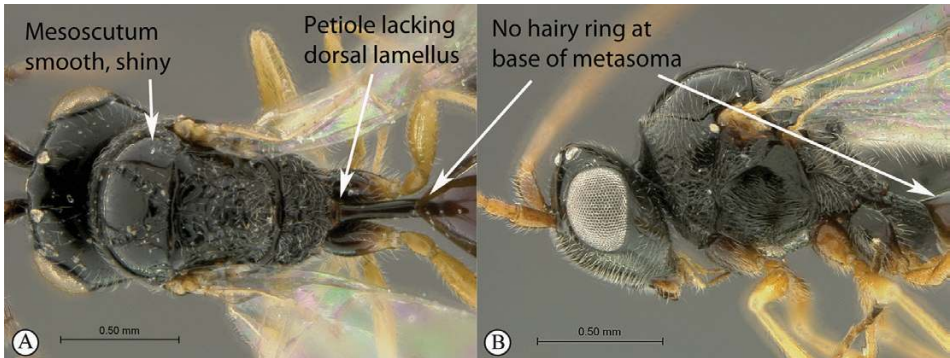 Mesoscutum
smooth, shiny
Petiole lacking
dorsal lamellus
No hairy ring at
base of metasoma
0.50 mm
A
0.50 mm
B